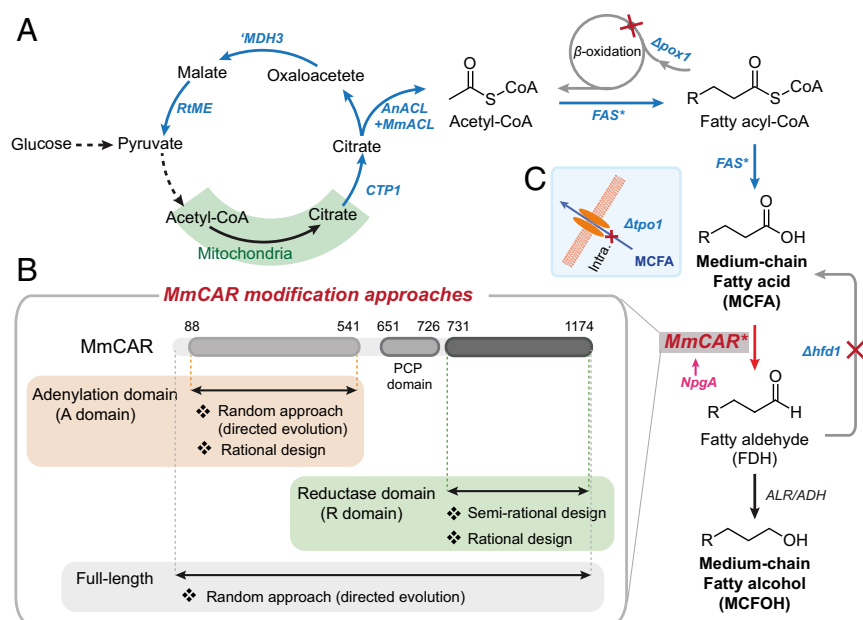 A
'MDH3
Malate
Oxaloacetete
RtME
Glucose
Pyruvate
Citrate
AnACL
+MmACL
CTP1
Acetyl-CoA
Citrate
Mitochondria
O
S
CoA
Acetyl-CoA
β-oxidation
Δpox1
FAS*
R
O
S
CoA
Fatty acyl-CoA
FAS*
C
Δtpo1
Intra.
MCFA
R
O
OH
Medium-chain
Fatty acid
(MCFA)
MmCAR*
NpgA
Δhfd1
R
O
H
Fatty aldehyde
(FDH)
ALR/ADH
R
OH
Medium-chain
Fatty alcohol
(MCFOH)
B
MmCAR modification approaches
88 541 651 726 731 1174
MmCAR
PCP
domain
Adenylation domain
(A domain)
❖ Random approach
(directed evolution)
❖ Rational design
Reductase domain
(R domain)
❖ Semi-rational design
❖ Rational design
Full-length
❖ Random approach (directed evolution)